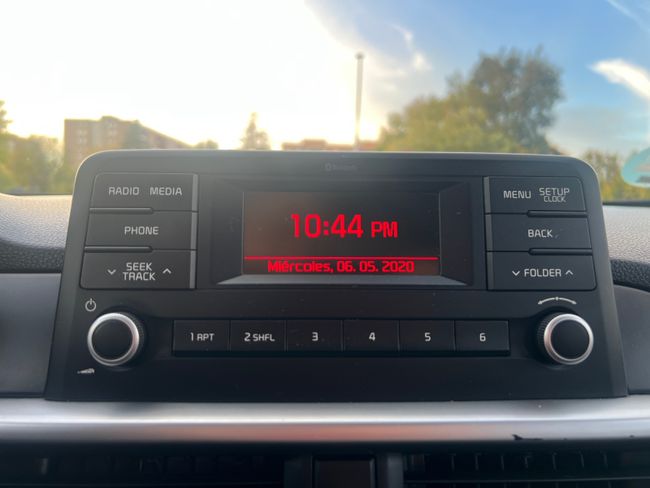 Bluetooth
RADIO MEDIA
PHONE
SEEK
TRACK
10:44 PM
Miércoles, 06. 05. 2020
MENU SETUP
CLOCK
BACK
FOLDER
1 RPT 2 SHFL 3 4 5 6